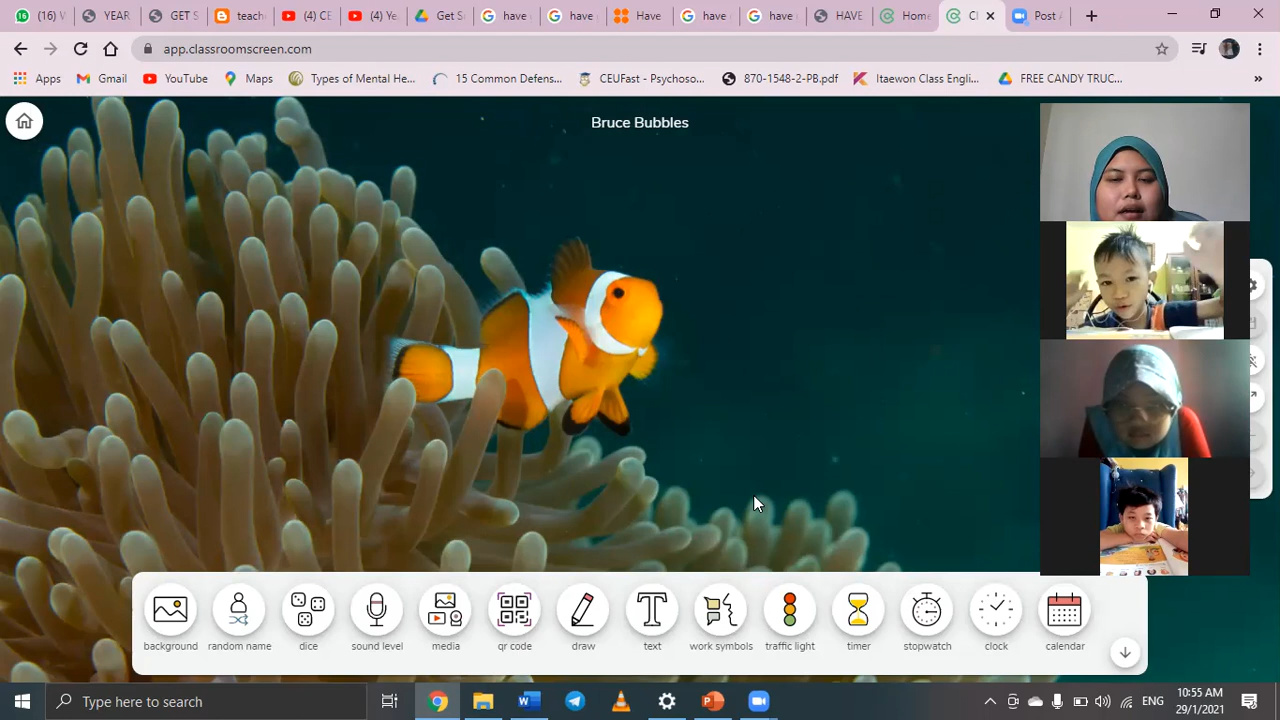 (16) W
YEAR
GET S
teach
(4) CE
(4) Ye
Get S
have
have
Have
have
have
HAVE
Home
Cl
Post A
app.classroomscreen.com
Apps
Gmail
YouTube
Maps
Types of Mental He...
15 Common Defens...
CEUFast - Psychoso...
870-1548-2-PB.pdf
Itaewon Class Engli...
FREE CANDY TRUC...
»
Bruce Bubbles
background
random name
dice
sound level
media
qr code
draw
text
work symbols
traffic light
timer
stopwatch
clock
calendar
Type here to search
ENG
10:55 AM
29/1/2021